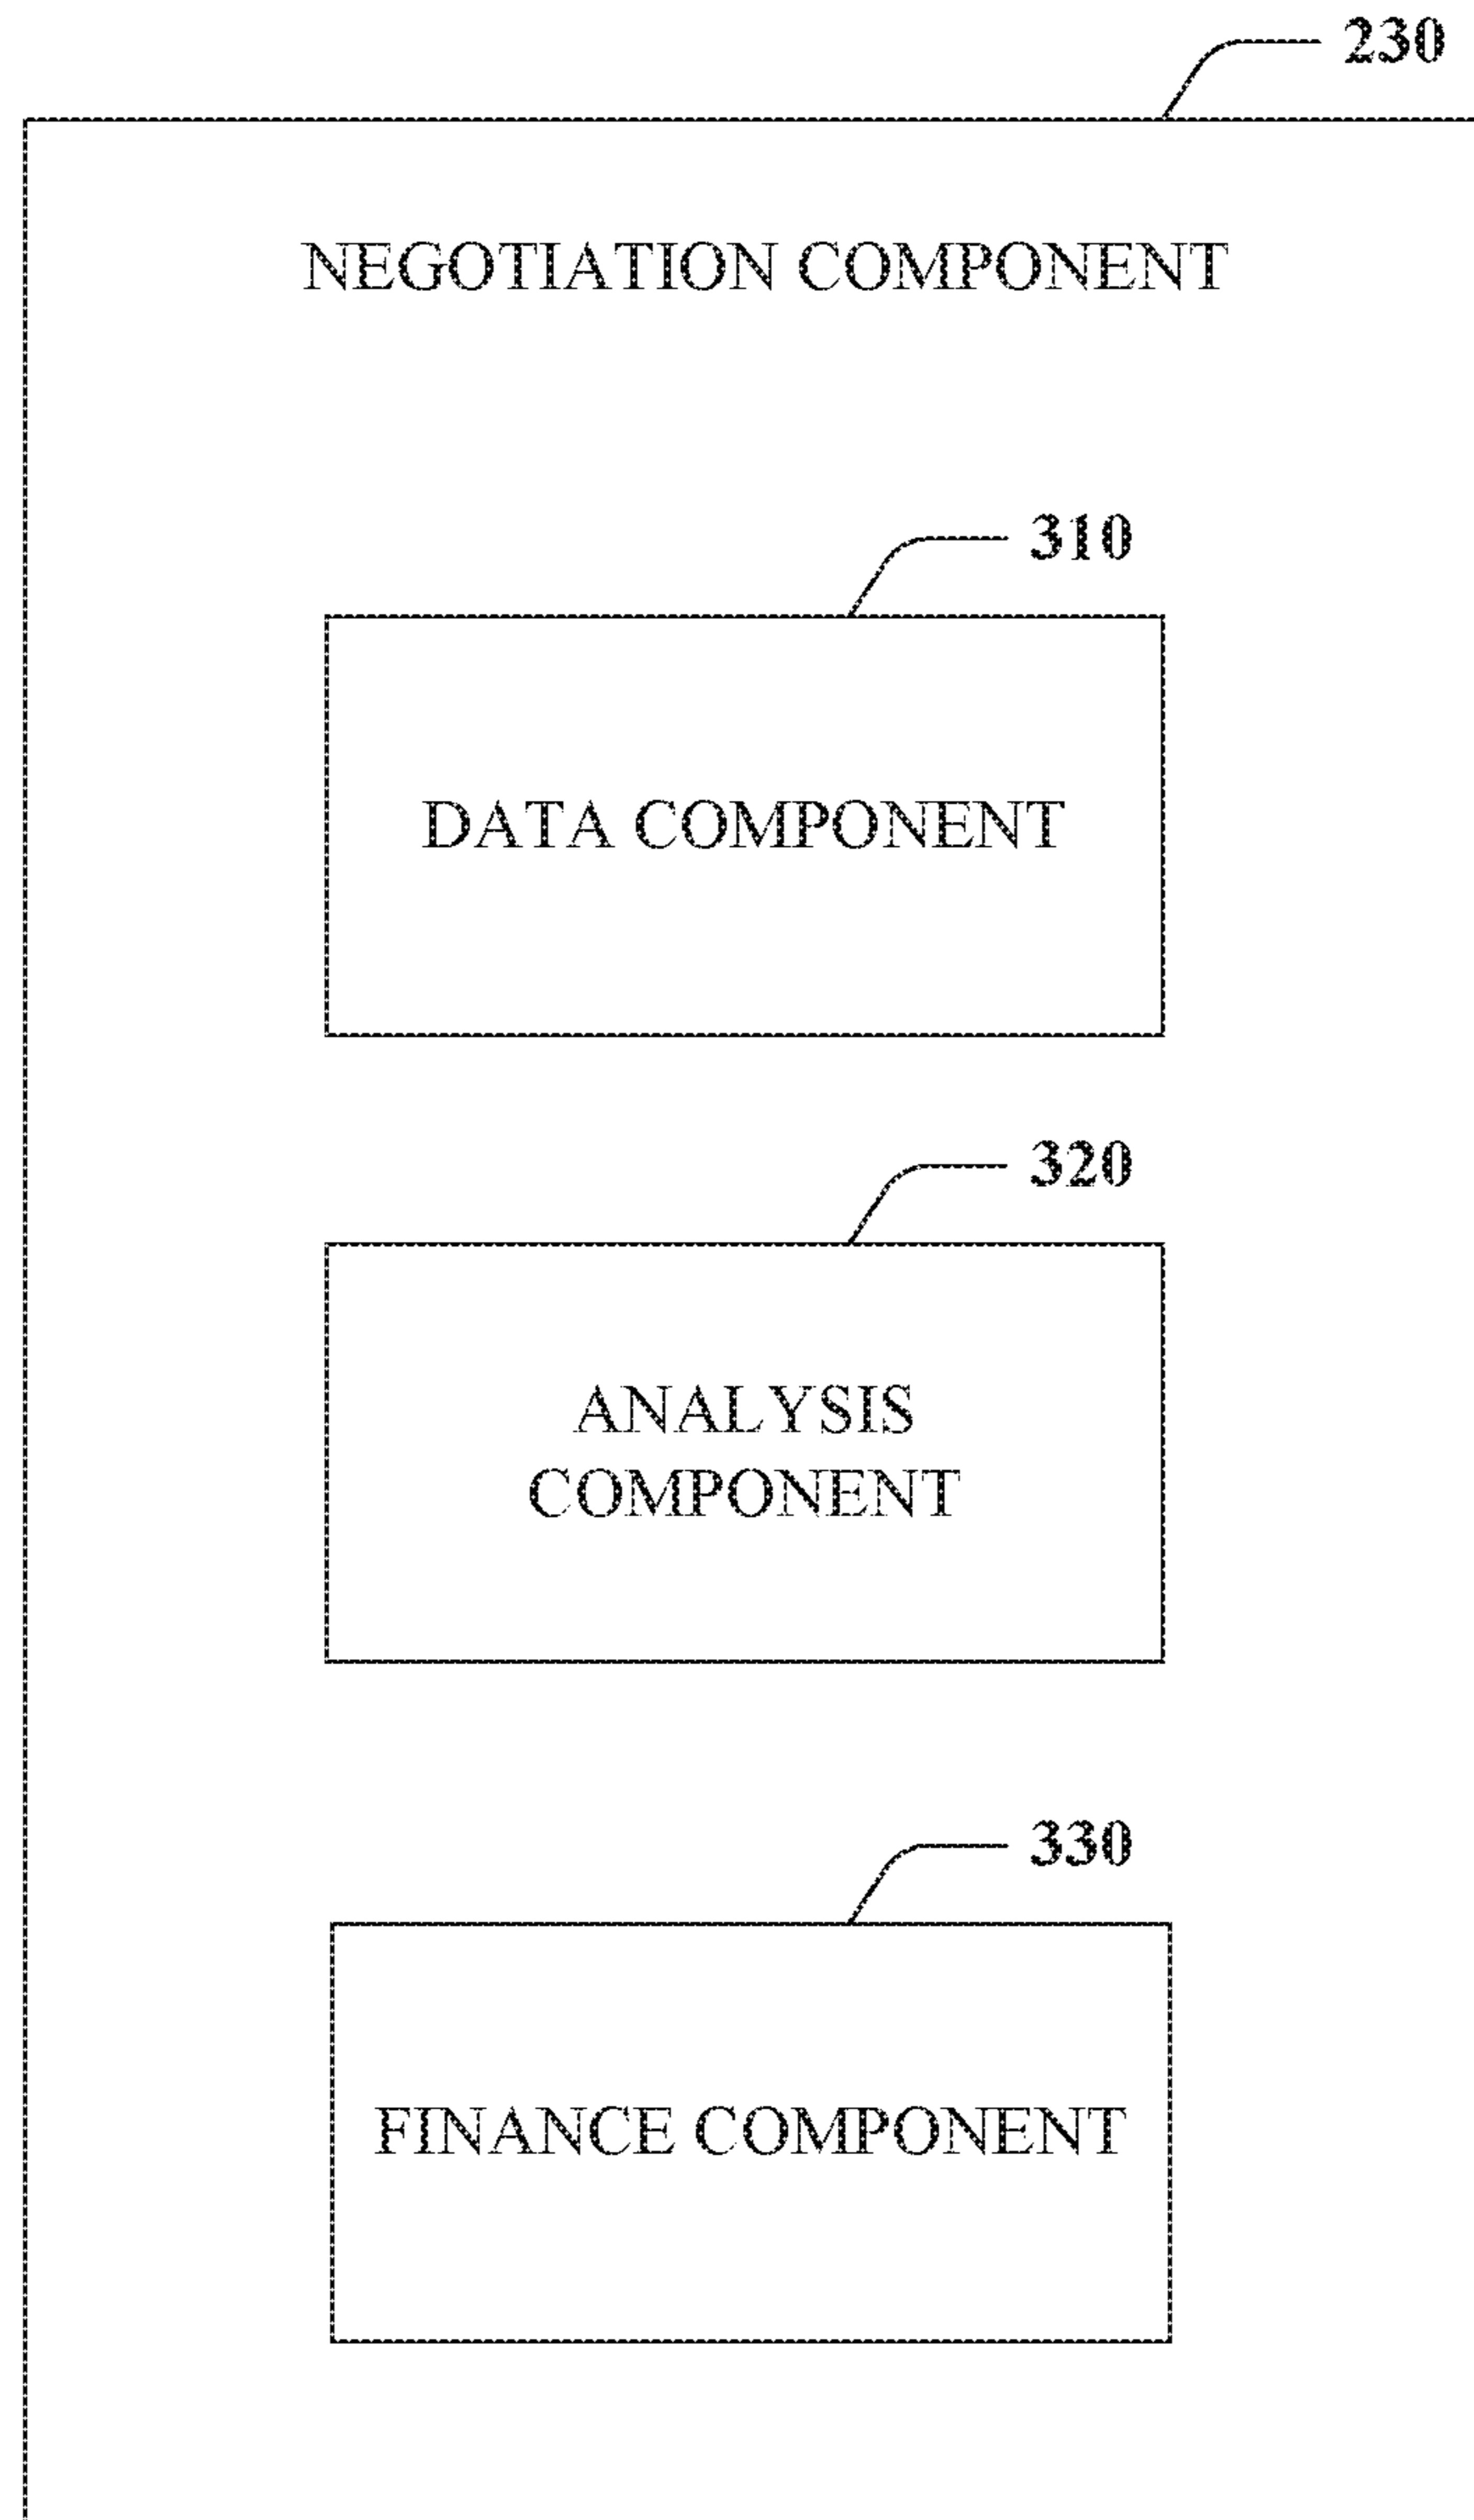 230
NEGOTIATION COMPONENT
310
DATA COMPONENT
320
ANALYSIS
COMPONENT
330
FINANCE COMPONENT